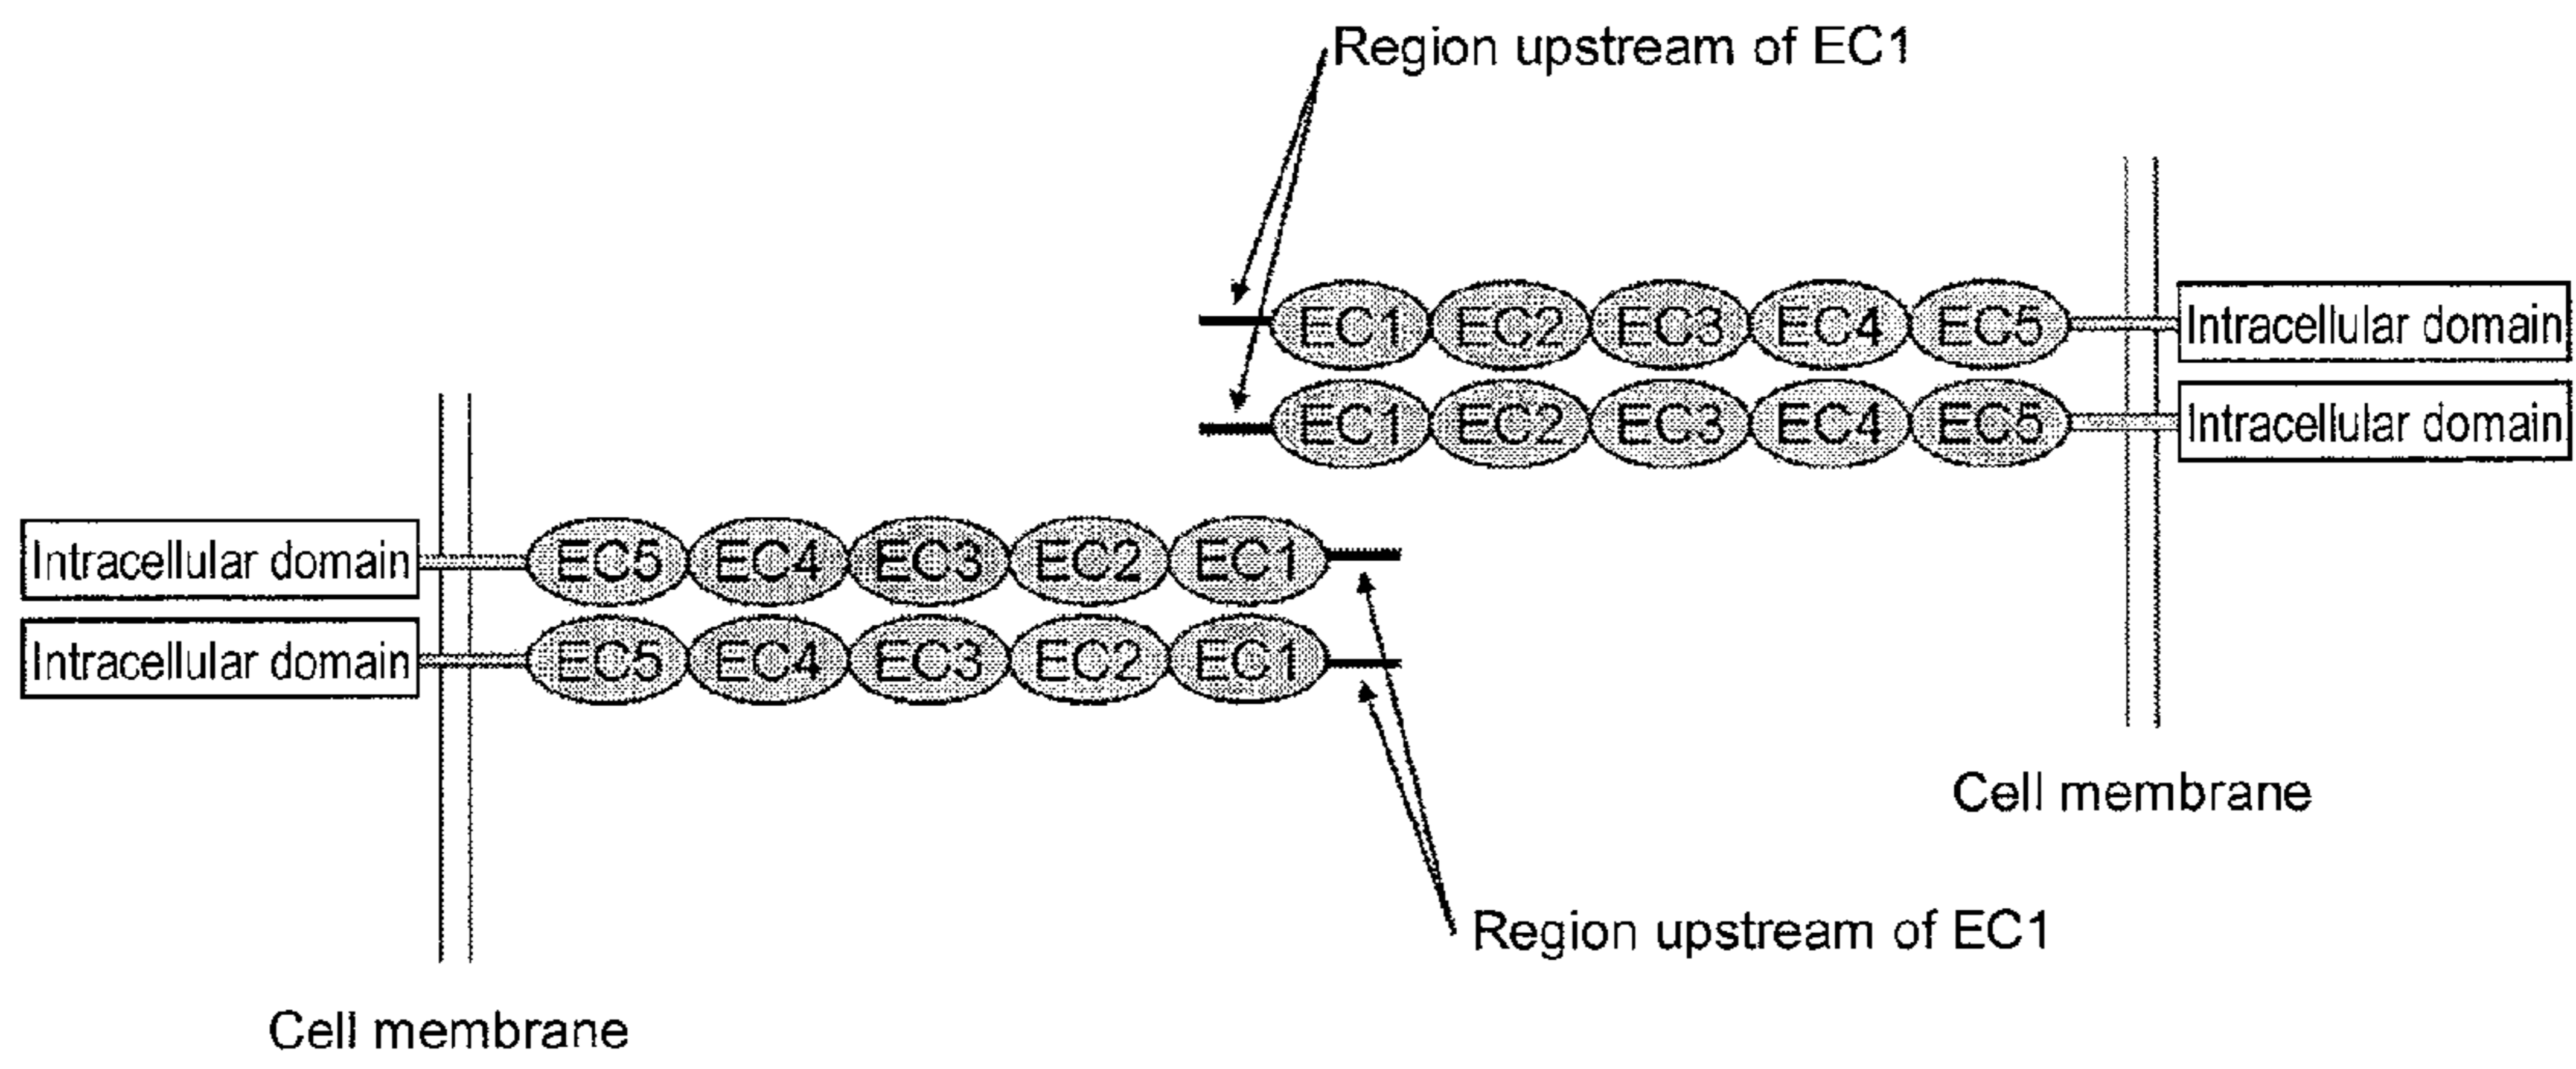 Region upstream of EC1
EC1 EC2 EC3 EC4 EC5 Intracellular domain
EC1 EC2 EC3 EC4 EC5 Intracellular domain
Intracellular domain EC5 EC4 EC3 EC2 EC1
Intracellular domain EC5 EC4 EC3 EC2 EC1
Cell membrane
Region upstream of EC1
Cell membrane